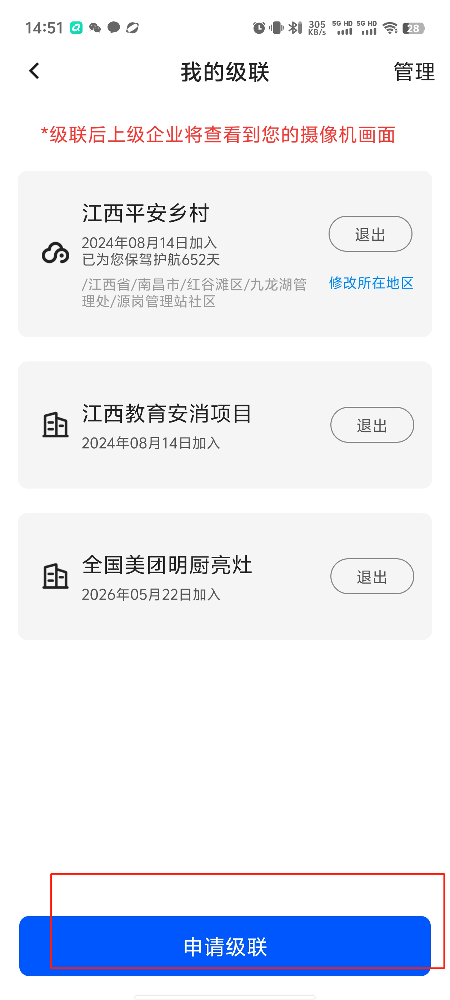 14:51 305 KB/s 5G HD 5G HD 28
我的级联 管理
*级联后上级企业将查看到您的摄像机画面
江西平安乡村
退出
2024年08月14日加入
已为您保驾护航652天
/江西省/南昌市/红谷滩区/九龙湖管
理处/源岗管理站社区
修改所在地区
江西教育安消项目
退出
2024年08月14日加入
全国美团明厨亮灶
退出
2026年05月22日加入
申请级联